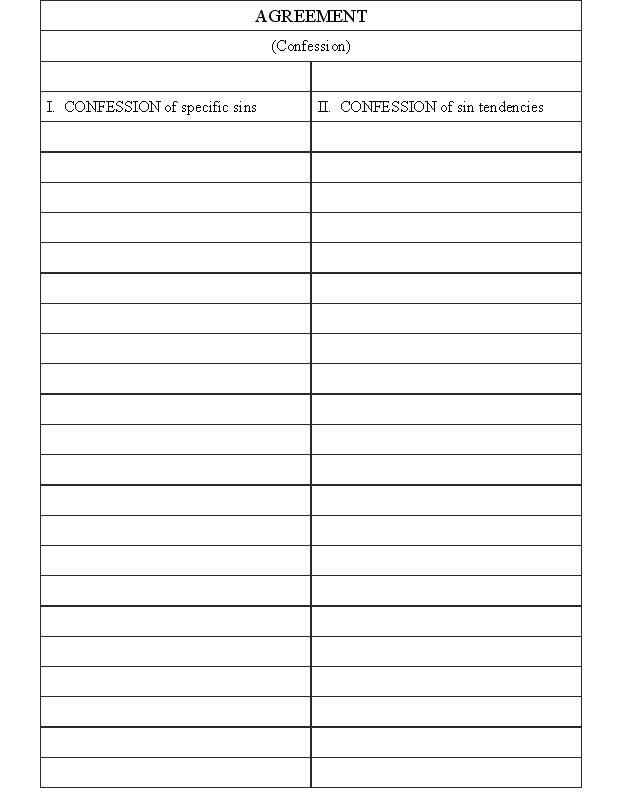 AGREEMENT
(Confession)
I. CONFESSION of specific sins
II. CONFESSION of sin tendencies